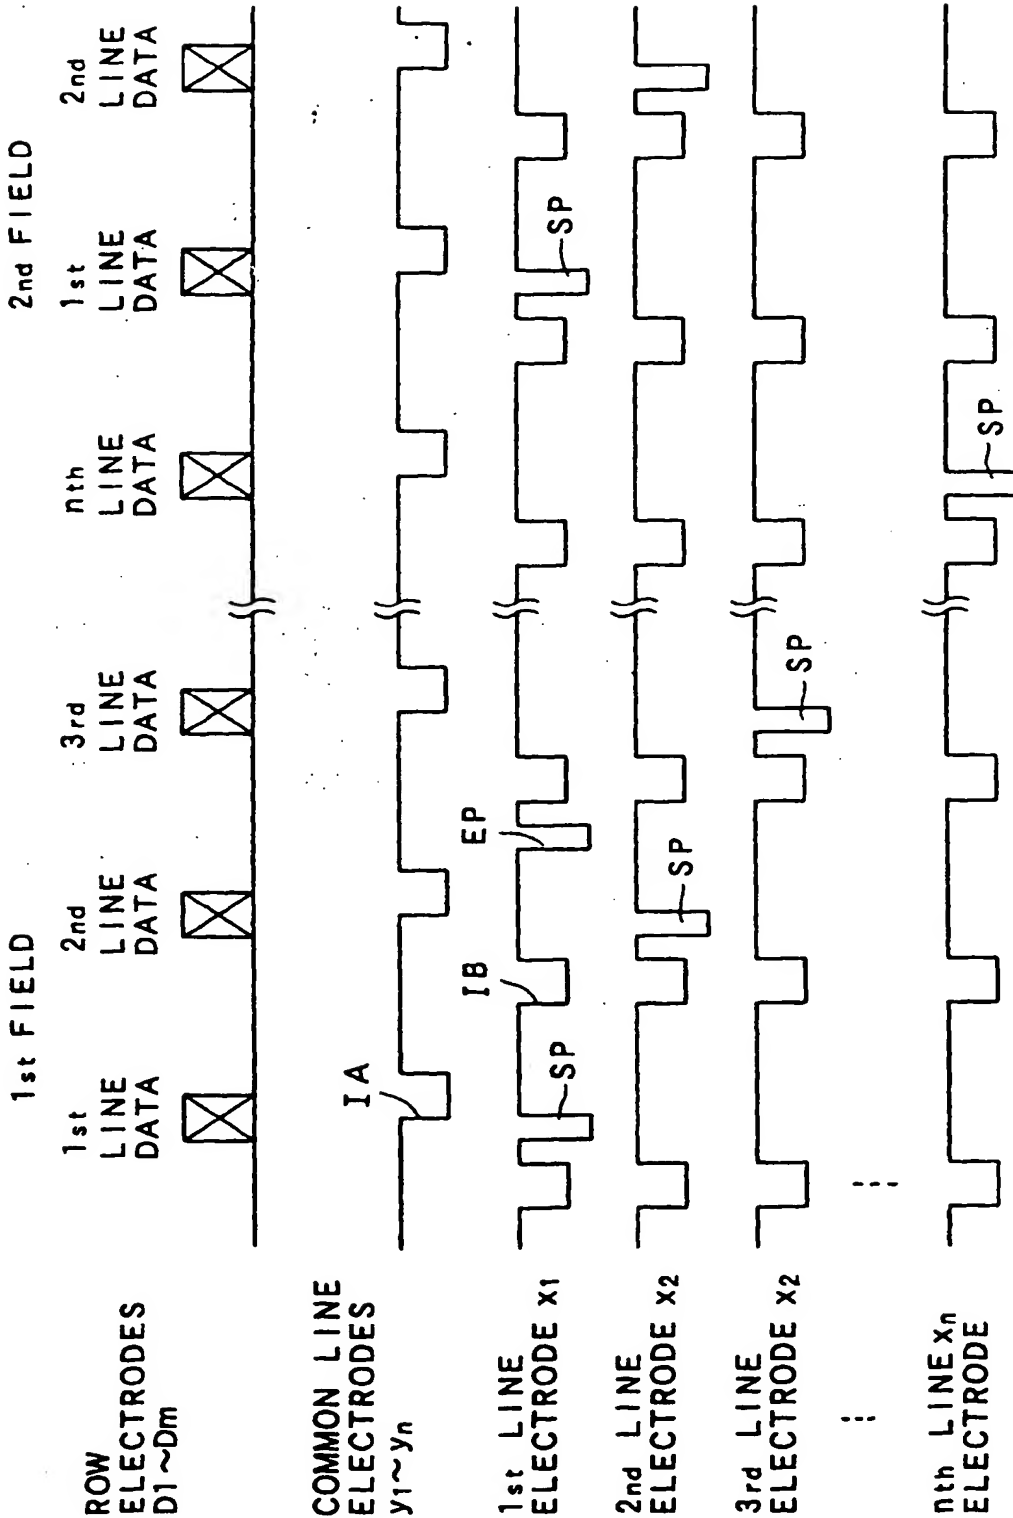 1st FIELD
2nd FIELD
1st
LINE
DATA
2nd
LINE
DATA
3rd
LINE
DATA
nth
LINE
DATA
1st
LINE
DATA
2nd
LINE
DATA
ROW
ELECTRODES
D1~Dm
COMMON LINE
ELECTRODES
y1~yn
IA
1st LINE
ELECTRODE x1
SP
IB
EP
SP
2nd LINE
ELECTRODE x2
SP
3rd LINE
ELECTRODE x2
SP
nth LINE xn
ELECTRODE
SP